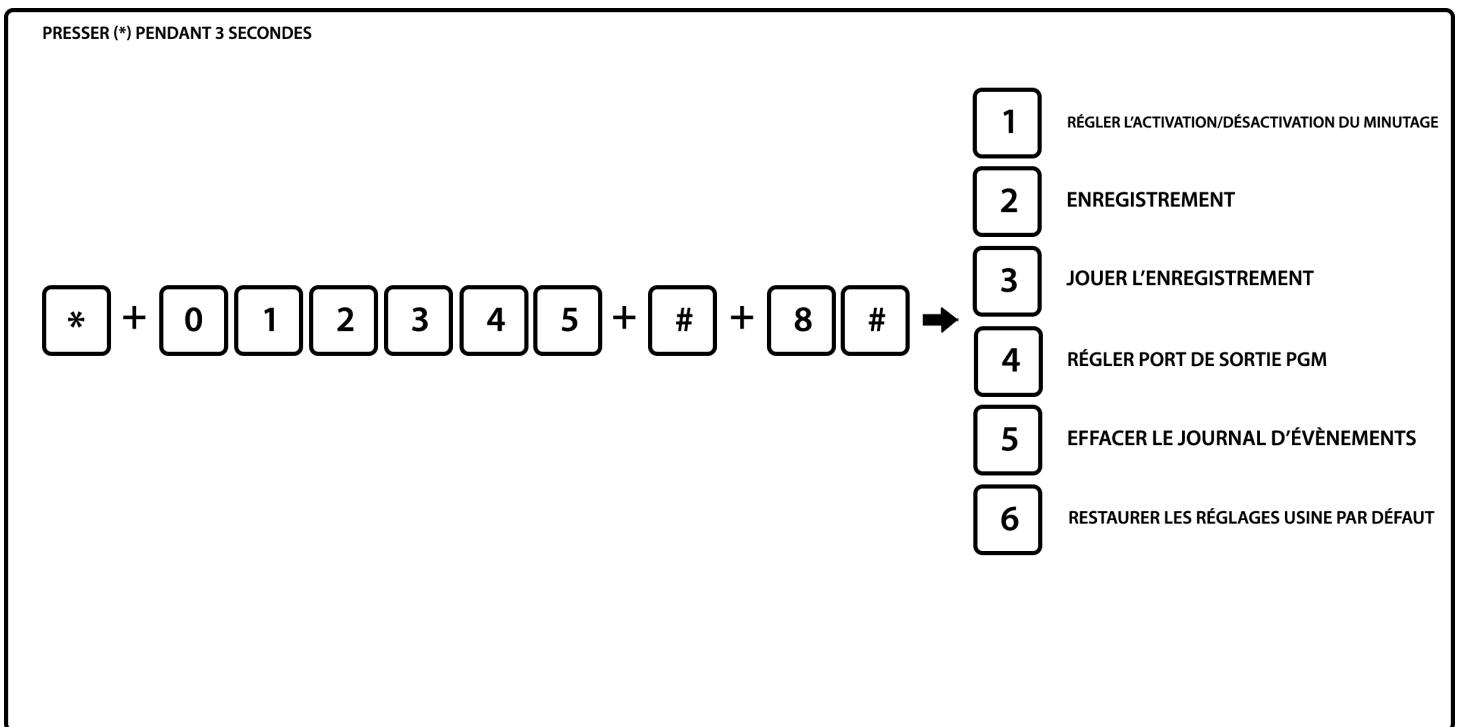 PRESSER (*) PENDANT 3 SECONDES
* + 0 1 2 3 4 5 + # + 8 #
1 RÉGLER L'ACTIVATION/DÉSACTIVATION DU MINUTAGE
2 ENREGISTREMENT
3 JOUER L'ENREGISTREMENT
4 RÉGLER PORT DE SORTIE PGM
5 EFFACER LE JOURNAL D'ÉVÈNEMENTS
6 RESTAURER LES RÉGLAGES USINE PAR DÉFAUT